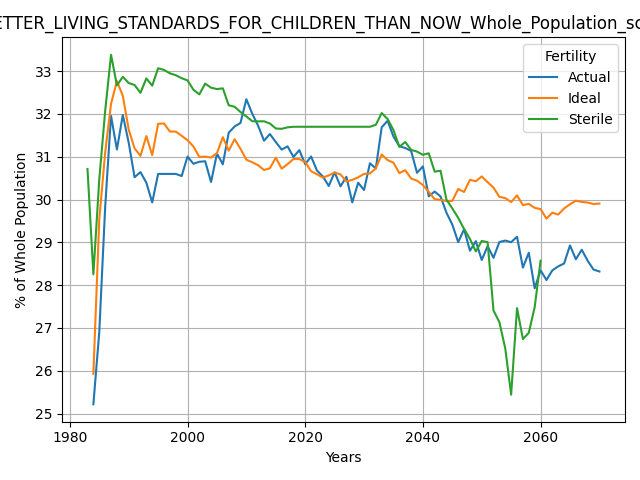 ETTER_LIVING_STANDARDS_FOR_CHILDREN_THAN_NOW_Whole_Population_sc
Fertility
Actual
Ideal
Sterile
33
32
31
30
29
28
27
26
25
% of Whole Population
1980
2000
2020
2040
2060
Years